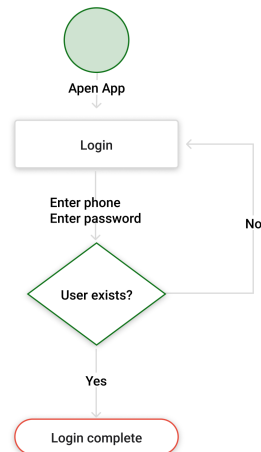 Apen App
Login
Enter phone
Enter password
No
User exists?
Yes
Login complete